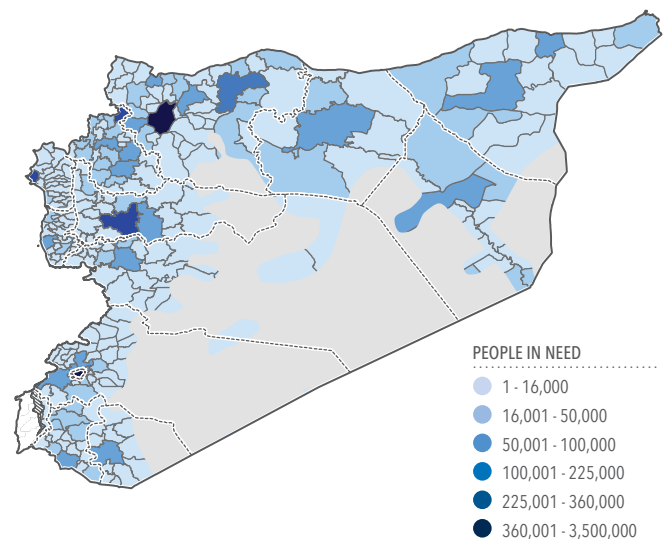 PEOPLE IN NEED
1 - 16,000
16,001 - 50,000
50,001 - 100,000
100,001 - 225,000
225,001 - 360,000
360,001 - 3,500,000